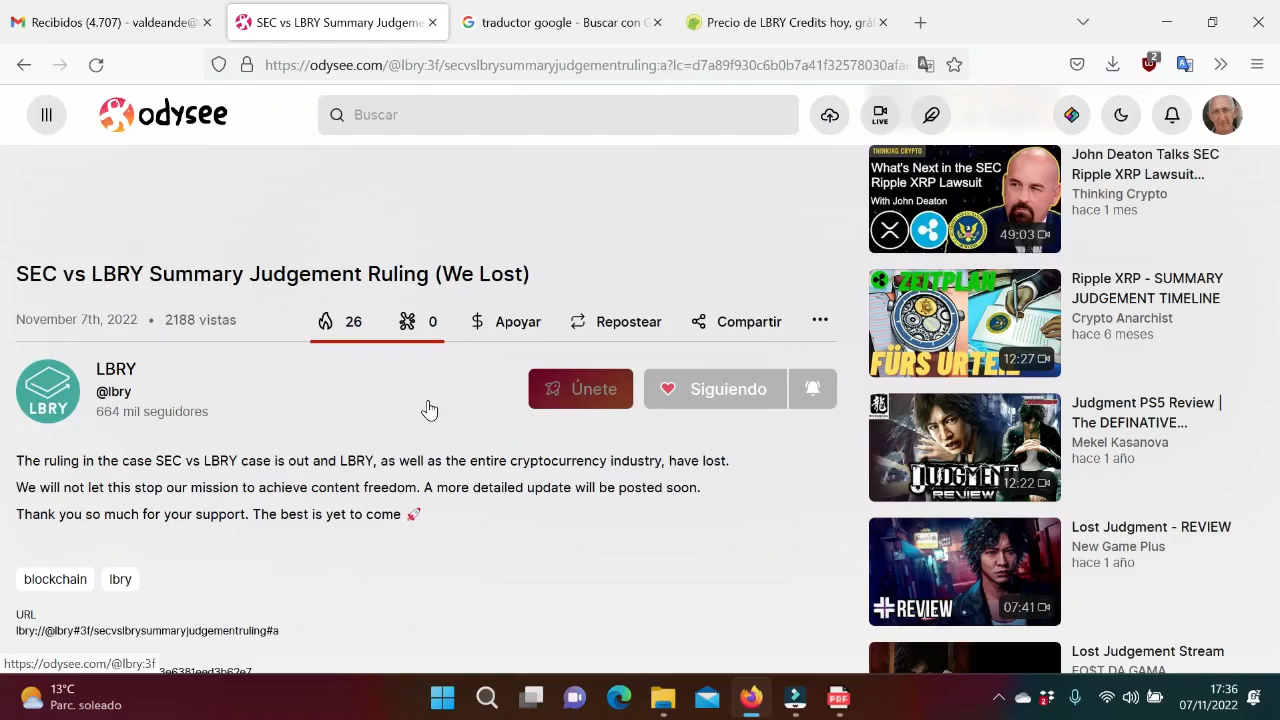 Recibidos (4.707) - valdeande@
SEC vs LBRY Summary Judgeme
traductor google - Buscar con G
Precio de LBRY Credits hoy, grá
https://odysee.com/@lbry:3f/secvslbrysummaryjudgementruling:a?lc=d7a89f930c6b0b7a41f32578030afae
2
odysee
Buscar
LIVE
THINKING CRYPTO
What's Next in the SEC
Ripple XRP Lawsuit
With John Deaton
49:03
John Deaton Talks SEC
Ripple XRP Lawsuit...
Thinking Crypto
hace 1 mes
SEC vs LBRY Summary Judgement Ruling (We Lost)
November 7th, 2022 • 2188 vistas
26
0
Apoyar
Repostear
Compartir
ZEITPLAN
FÜRS URTEIL
12:27
Ripple XRP - SUMMARY
JUDGEMENT TIMELINE
Crypto Anarchist
hace 6 meses
LBRY
LBRY
@lbry
664 mil seguidores
Únete
Siguiendo
JUDGMENT
REVIEW
12:22
Judgment PS5 Review |
The DEFINATIVE...
Mekel Kasanova
hace 1 año
The ruling in the case SEC vs LBRY case is out and LBRY, as well as the entire cryptocurrency industry, have lost.
We will not let this stop our mission to achieve content freedom. A more detailed update will be posted soon.
Thank you so much for your support. The best is yet to come 🚀
REVIEW
07:41
Lost Judgment - REVIEW
New Game Plus
hace 1 año
blockchain
lbry
URL
lbry://@lbry#3f/secvslbrysummaryjudgementruling#a
Lost Judgement Stream
FO$T DA GAMA
https://odysee.com/@lbry:3f
3e6381eed3b62e7
13°C
Parc. soleado
2
PDF
17:36
07/11/2022